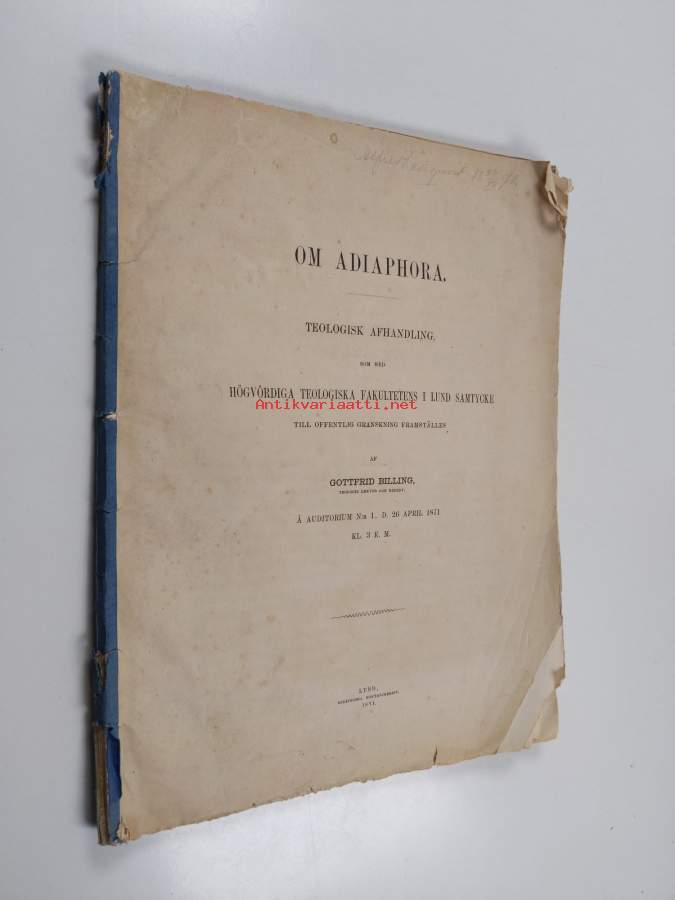 OM ADIAPHORA.
TEOLOGISK AFHANDLING,
SOM MED
HÖGVÖRDIGA TEOLOGISKA FAKULTETENS I LUND SAMTYCKE
Antikvariaatti.net
TILL OFFENTLIG GRANSKNING FRAMSTÄLLES
AF
GOTTFRID BILLING,
Å AUDITORIUM N:o 1, D. 26 APRIL 1871
KL. 3 E. M.
LUND,
1871.